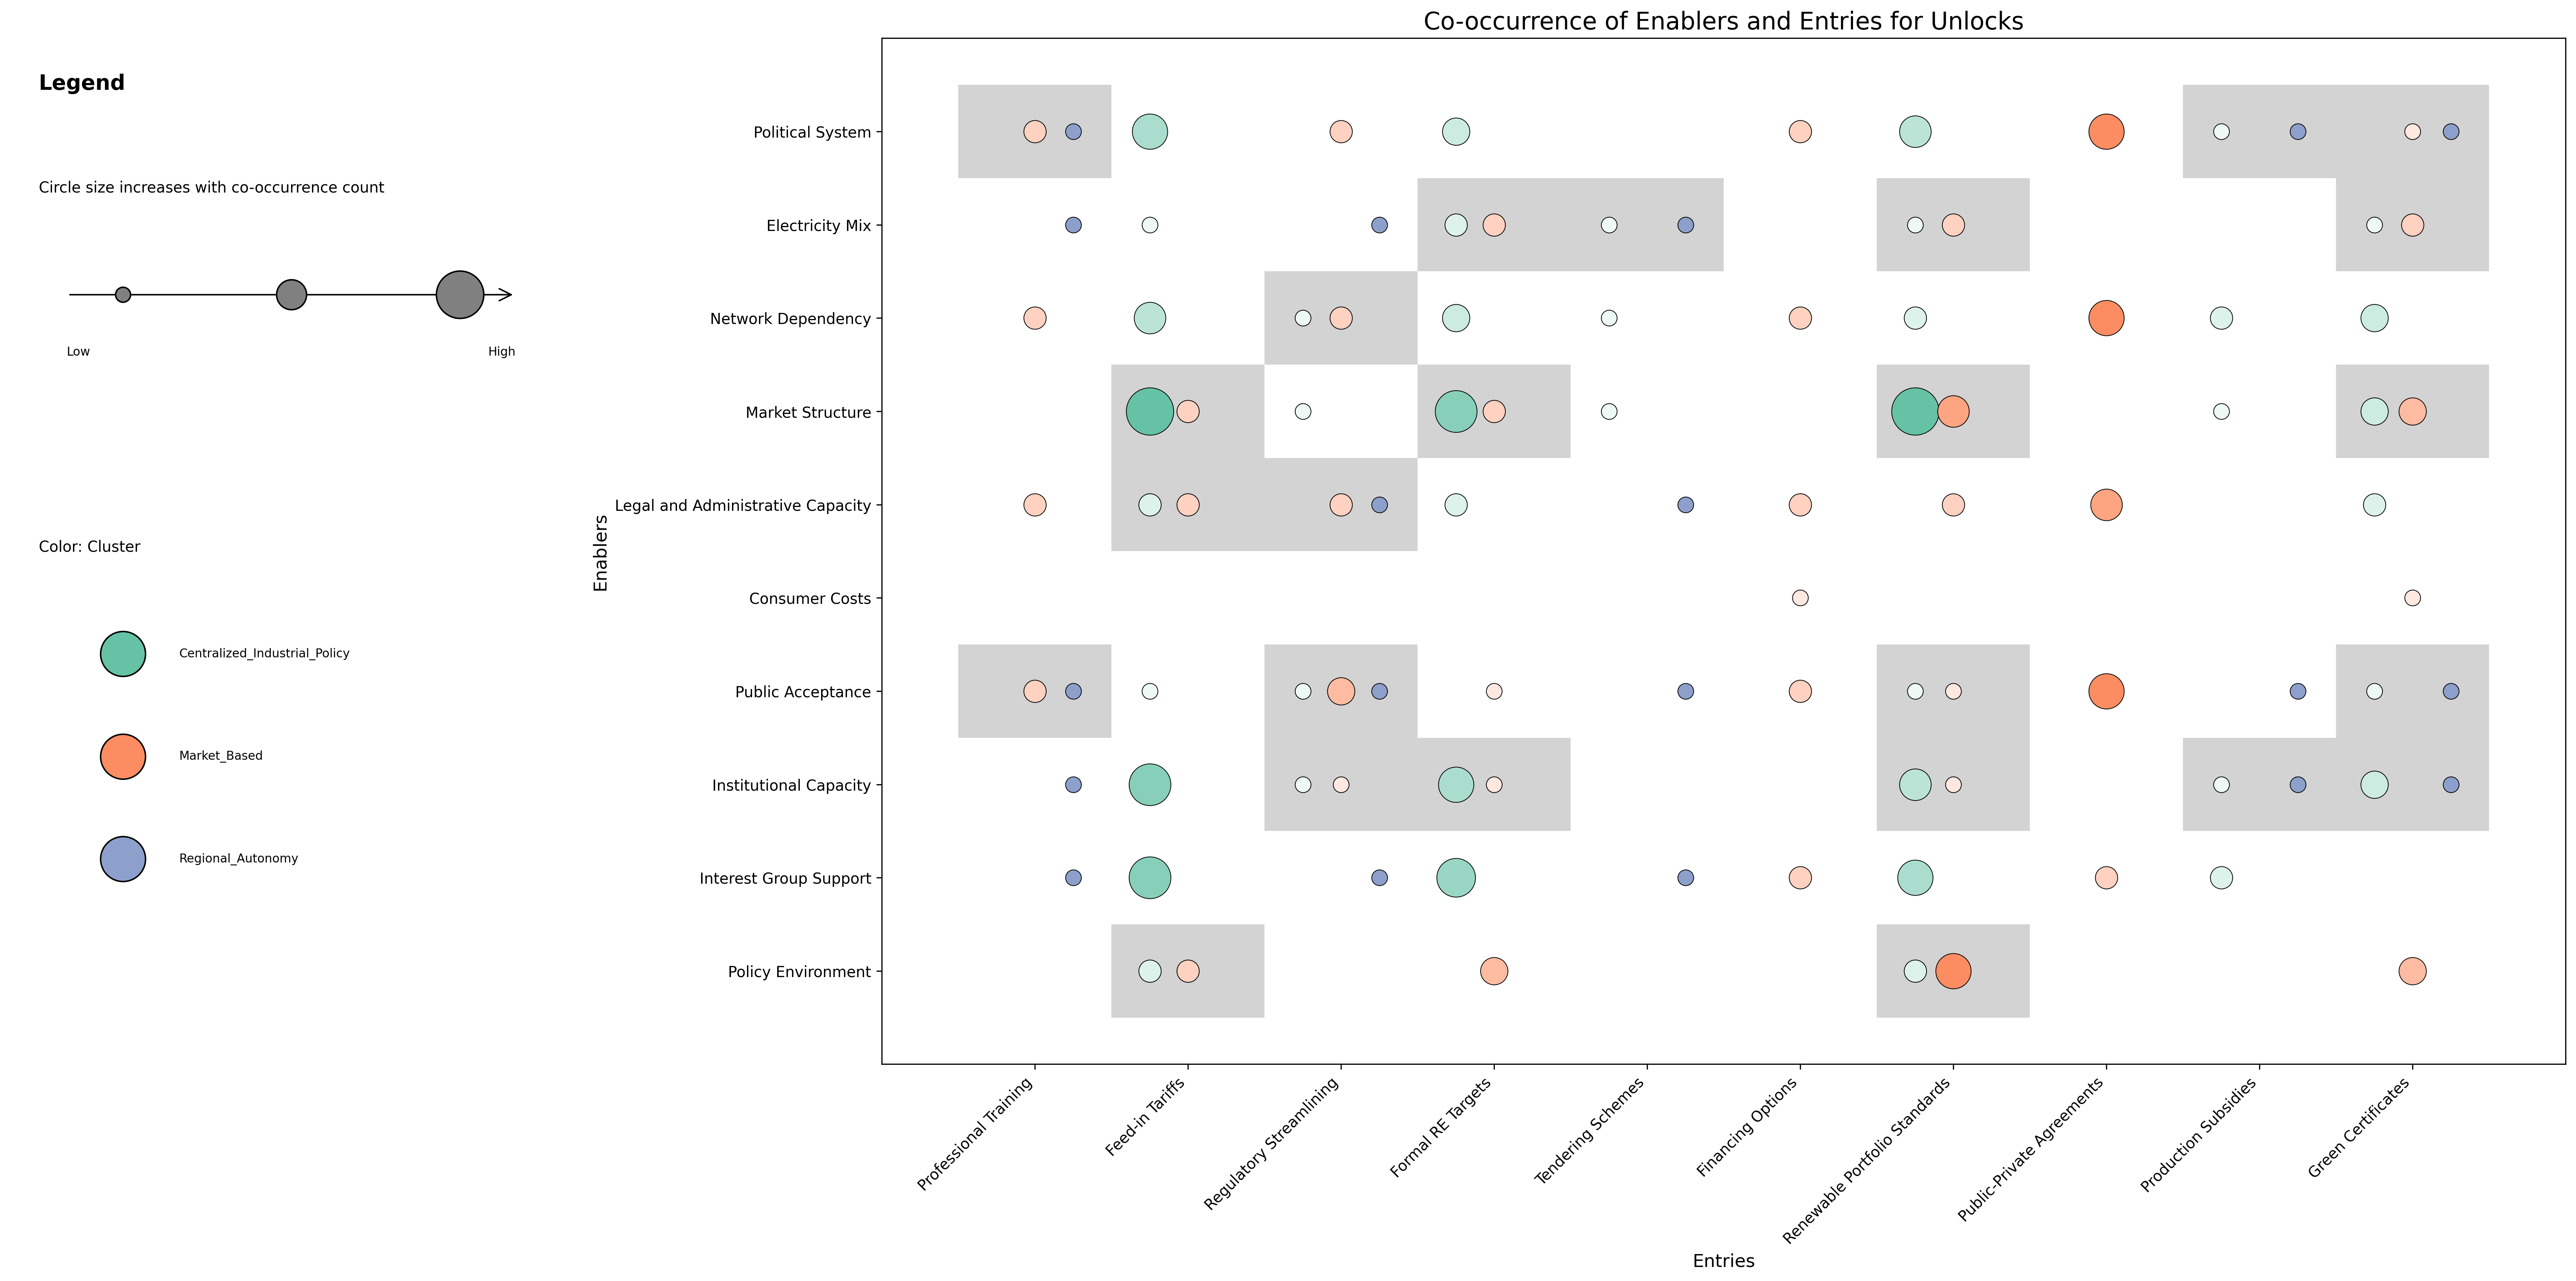 Co-occurrence of Enablers and Entries for Unlocks
Legend
Circle size increases with co-occurrence count
Low
High
Color: Cluster
Centralized_Industrial_Policy
Market_Based
Regional_Autonomy
Enablers
Political System
Electricity Mix
Network Dependency
Market Structure
Legal and Administrative Capacity
Consumer Costs
Public Acceptance
Institutional Capacity
Interest Group Support
Policy Environment
Professional Training
Feed-in Tariffs
Regulatory Streamlining
Formal RE Targets
Tendering Schemes
Financing Options
Renewable Portfolio Standards
Public-Private Agreements
Production Subsidies
Green Certificates
Entries